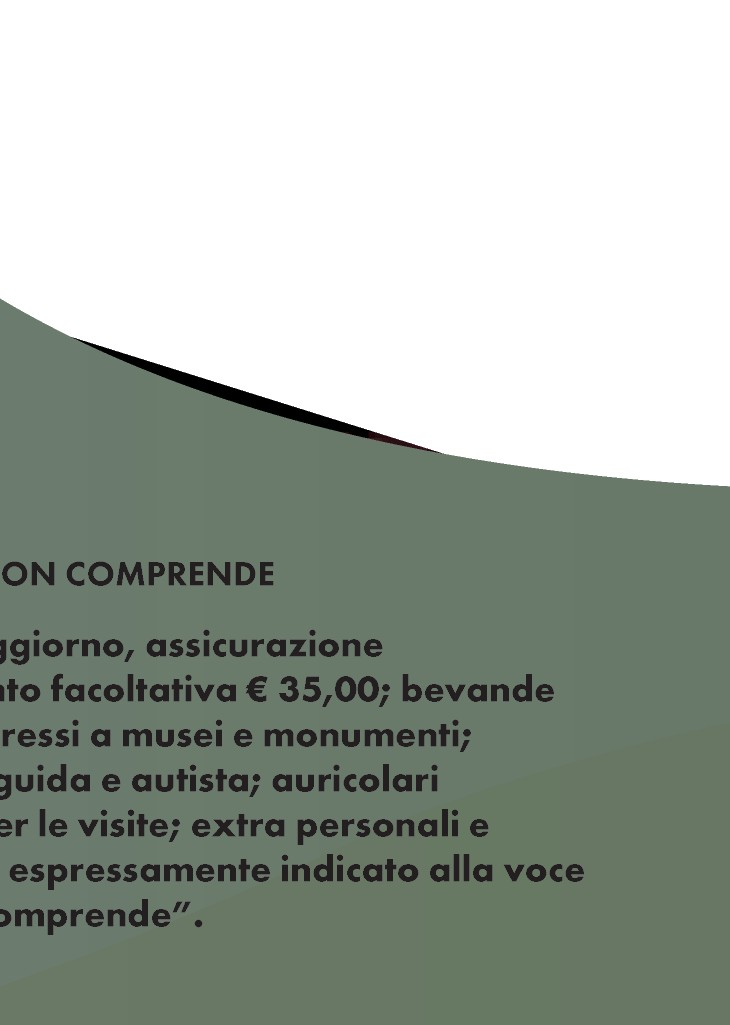 ON COMPRENDE
ggiorno, assicurazione
nto facoltativa € 35,00; bevande
ressi a musei e monumenti;
guida e autista; auricolari
er le visite; extra personali e
espressamente indicato alla voce
omprende”.